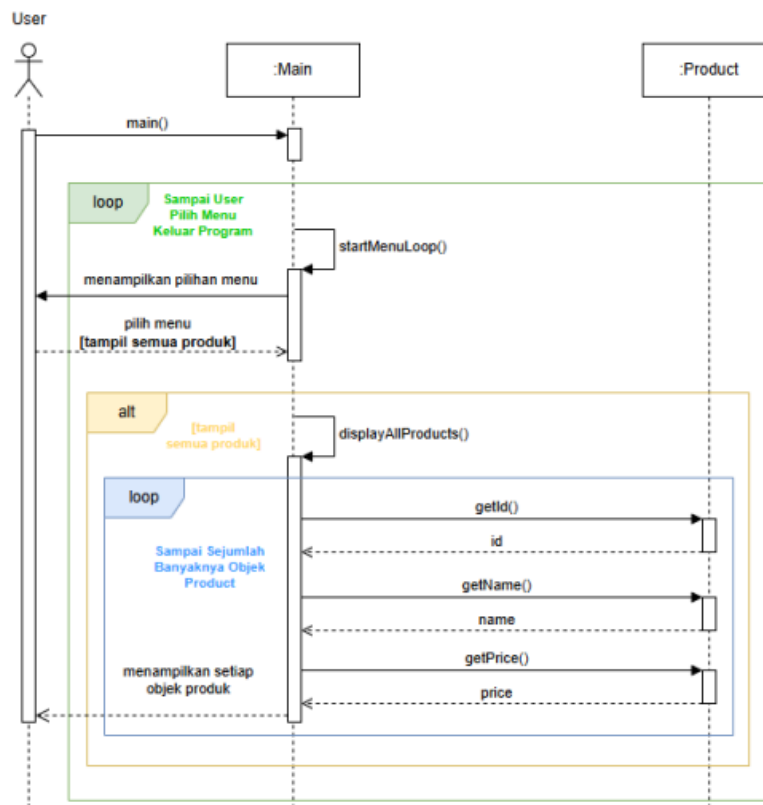 User
:Main
:Product
main()
loop
Sampai User
Pilih Menu
Keluar Program
startMenuLoop()
menampilkan pilihan menu
pilih menu
[tampil semua produk]
alt
[tampil
semua produk]
displayAllProducts()
loop
Sampai Sejumlah
Banyaknya Objek
Product
getId()
id
getName()
name
getPrice()
price
menampilkan setiap
objek produk